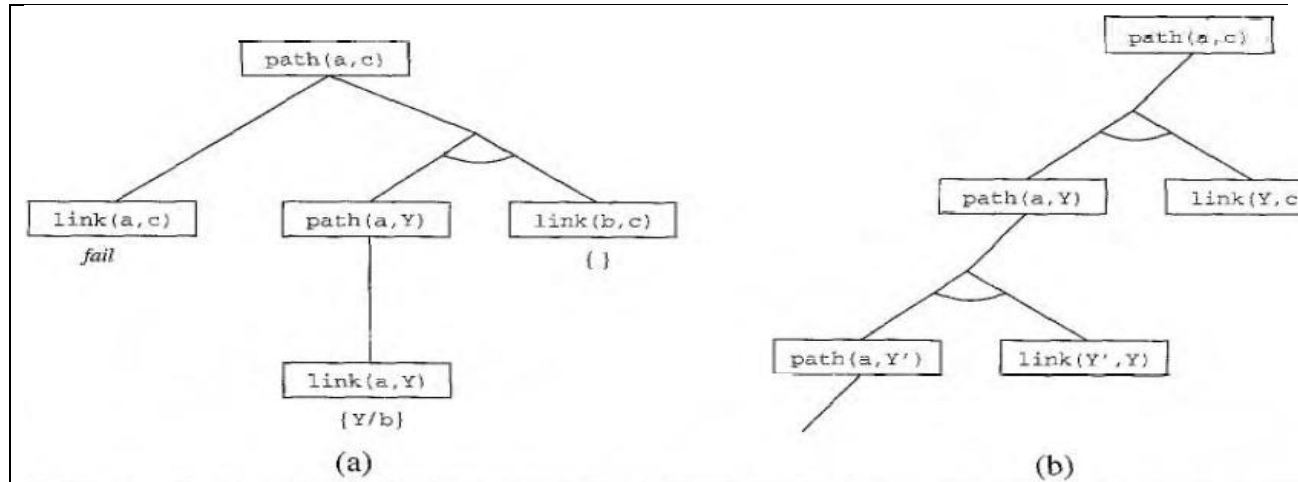 path(a,c)
link(a,c)
path(a,Y)
link(b,c)
fail
{ }
link(a,Y)
{Y/b}
(a)
path(a,c)
path(a,Y)
link(Y,c
path(a,Y')
link(Y',Y)
(b)